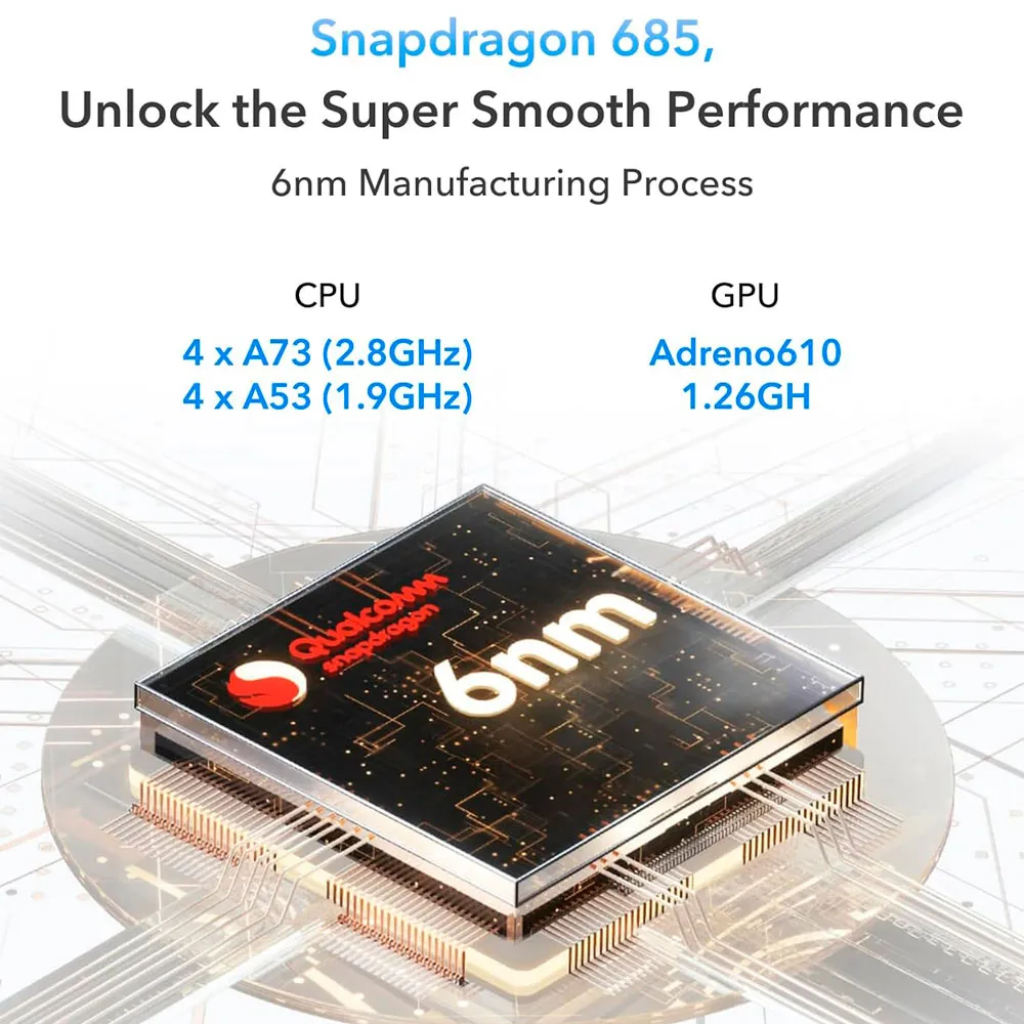 Snapdragon 685,
Unlock the Super Smooth Performance
6nm Manufacturing Process
CPU
GPU
4 x A73 (2.8GHz)
Adreno610
4 x A53 (1.9GHz)
1.26GH
Qualcomm
snapdragon
6nm